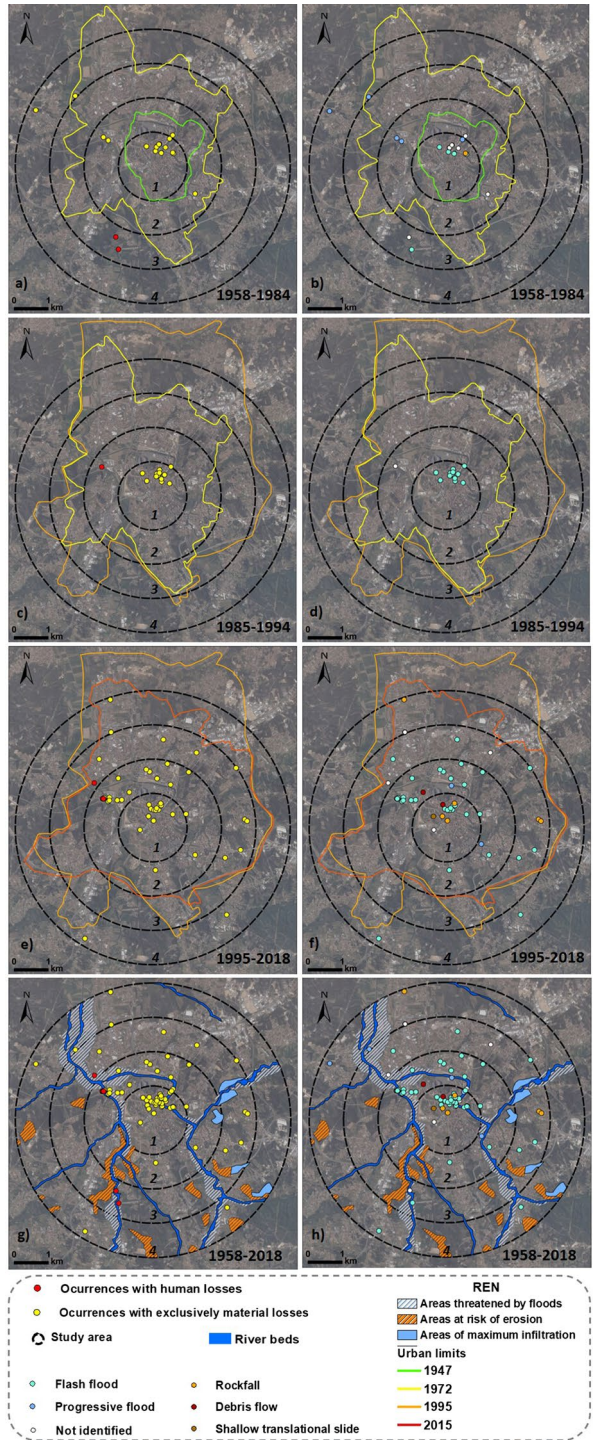 N
N
1
1
2
2
3
3
a)
b)
4
4
0 1 km
1958-1984
0 1 km
1958-1984
N
N
1
1
2
2
3
3
c)
d)
4
4
0 1 km
1985-1994
0 1 km
1985-1994
N
N
1
1
2
2
3
3
e)
f)
4
4
0 1 km
1995-2018
0 1 km
1995-2018
N
N
1
1
2
2
3
3
g)
h)
4
4
0 1 km
1958-2018
0 1 km
1958-2018
Ocurrences with human losses
Ocurrences with exclusively material losses
Study area
River beds
Flash flood
Rockfall
Progressive flood
Debris flow
Not identified
Shallow translational slide
REN
Areas threatened by floods
Areas at risk of erosion
Areas of maximum infiltration
Urban limits
1947
1972
1995
2015